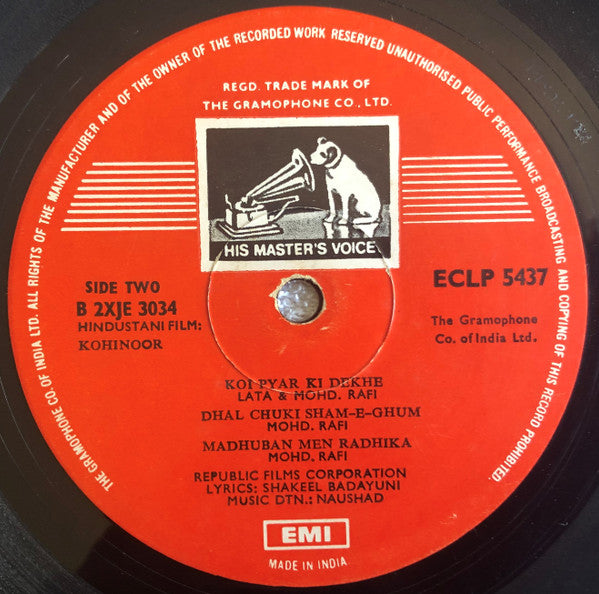 THE GRAMOPHONE CO. OF INDIA LTD. ALL RIGHTS OF THE MANUFACTURER AND OF THE OWNER OF THE RECORDED WORK RESERVED UNAUTHORISED PUBLIC PERFORMANCE BROADCASTING AND COPYING OF THIS RECORD PROHIBITED.
REGD. TRADE MARK OF
THE GRAMOPHONE CO., LTD.
HIS MASTER'S VOICE
SIDE TWO
B 2XJE 3034
HINDUSTANI FILM:
KOHINOOR
ECLP 5437
The Gramophone
Co. of India Ltd.
KOI PYAR KI DEKHE
LATA & MOHD. RAFI
DHAL CHUKI SHAM-E-GHUM
MOHD. RAFI
MADHUBAN MEN RADHIKA
MOHD. RAFI
REPUBLIC FILMS CORPORATION
LYRICS: SHAKEEL BADAYUNI
MUSIC DTN.: NAUSHAD
EMI
MADE IN INDIA